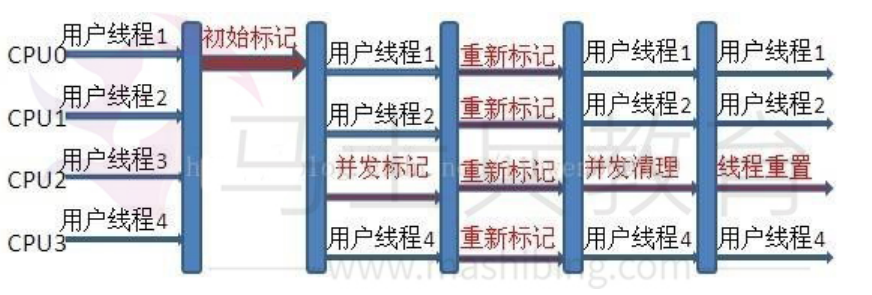 CPU0 用户线程1 初始标记 用户线程1 重新标记 用户线程1 用户线程1
CPU1 用户线程2 用户线程2 重新标记 用户线程2 用户线程2
CPU2 用户线程3 并发标记 重新标记 并发清理 线程重置
CPU3 用户线程4 用户线程4 重新标记 用户线程4 用户线程4
马士兵教育
www.mashibing.com